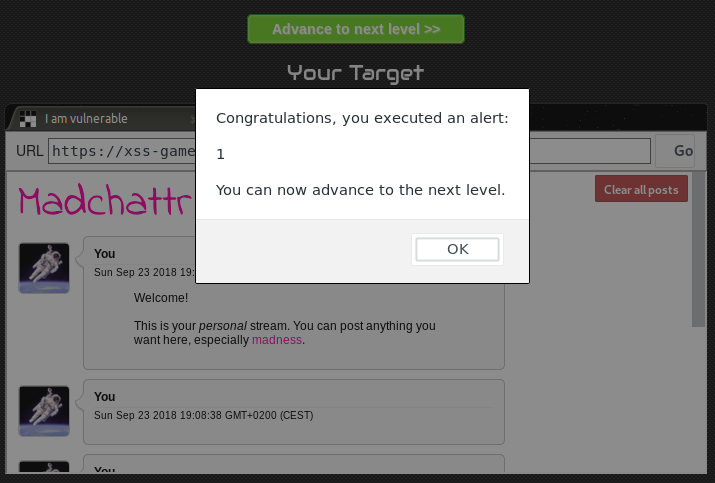 Advance to next level >>
Your Target
I am vulnerable
URL https://xss-game Go
Congratulations, you executed an alert:
1
You can now advance to the next level.
OK
Madchattr
Clear all posts
You
Sun Sep 23 2018 19:
Welcome!
This is your personal stream. You can post anything you
want here, especially madness.
You
Sun Sep 23 2018 19:08:38 GMT+0200 (CEST)
You